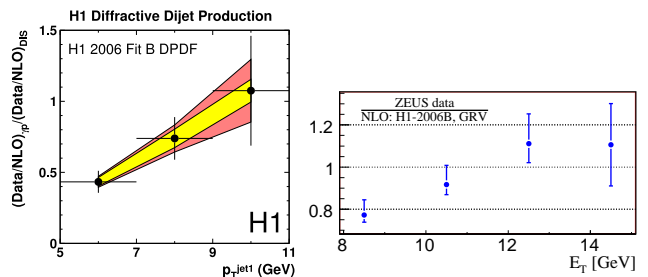 H1 Diffractive Dijet Production
H1 2006 Fit B DPDF
(Data/NLO)γp/(Data/NLO)DIS
1.5
1
0.5
0
5
7
9
11
H1
pTjet1 (GeV)
ZEUS data
NLO: H1-2006B, GRV
1.2
1
0.8
8
10
12
14
ET [GeV]